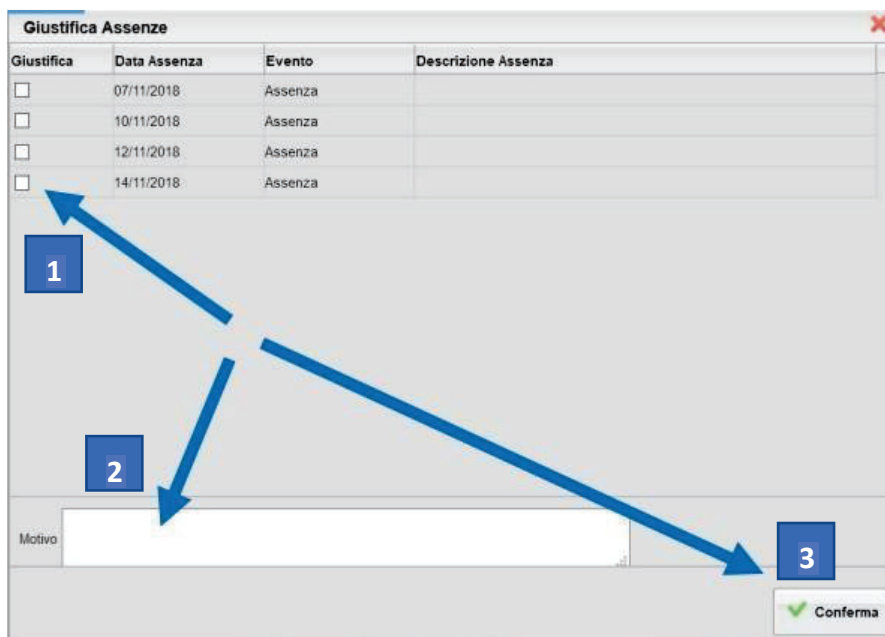 Giustifica Assenze
Giustifica Data Assenza Evento Descrizione Assenza
07/11/2018 Assenza
10/11/2018 Assenza
12/11/2018 Assenza
14/11/2018 Assenza
1
2
Motivo
3
Conferma